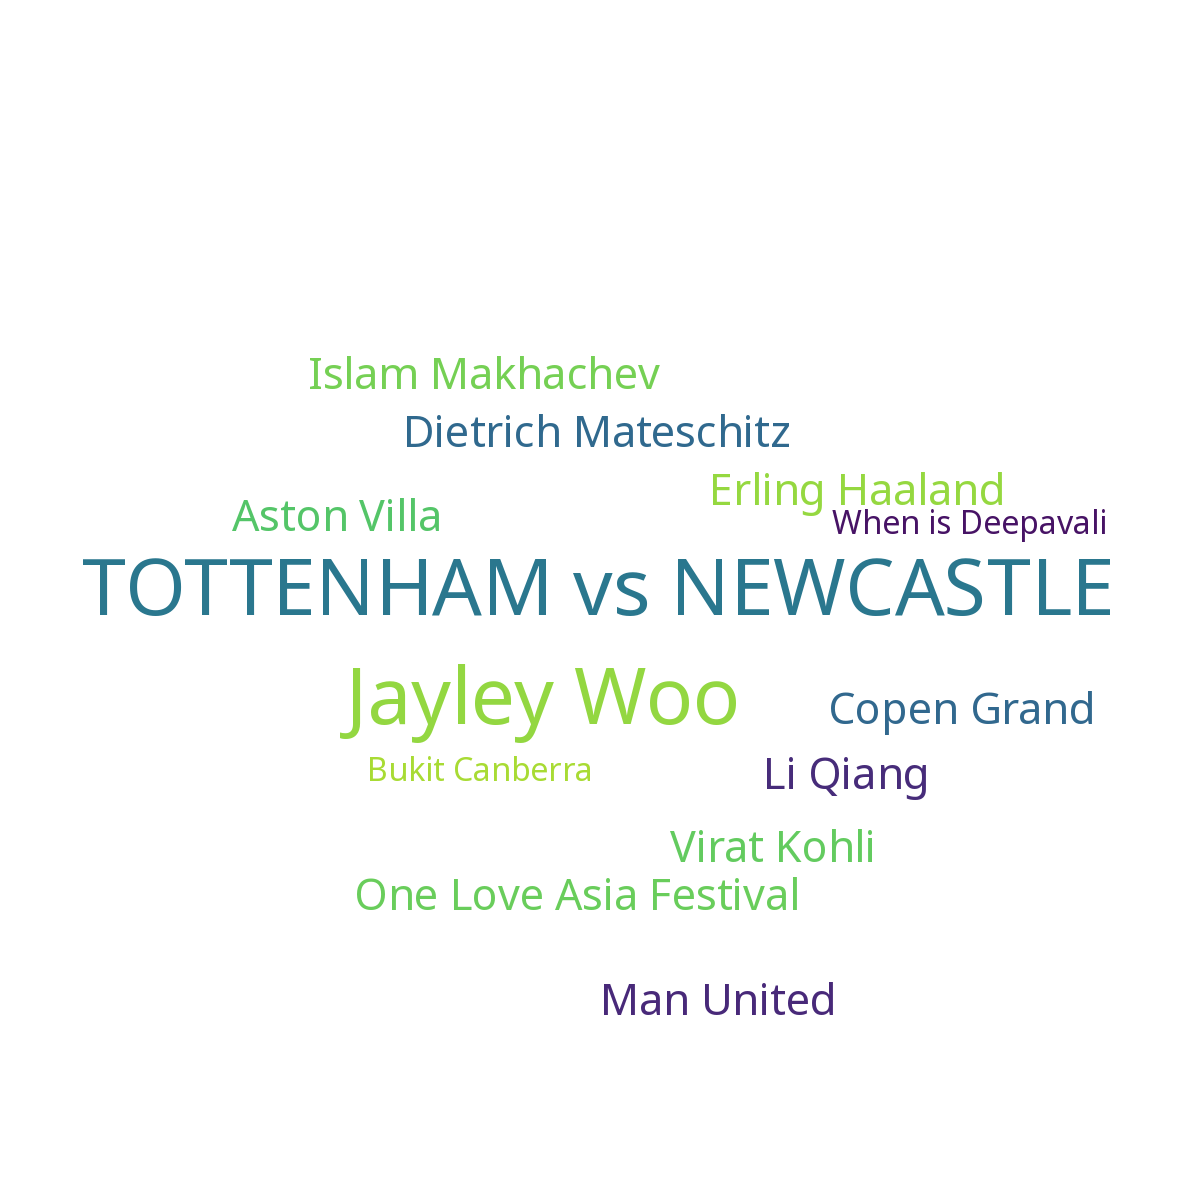 Islam Makhachev
Dietrich Mateschitz
Erling Haaland
Aston Villa
When is Deepavali
TOTTENHAM vs NEWCASTLE
Jayley Woo
Copen Grand
Bukit Canberra
Li Qiang
Virat Kohli
One Love Asia Festival
Man United